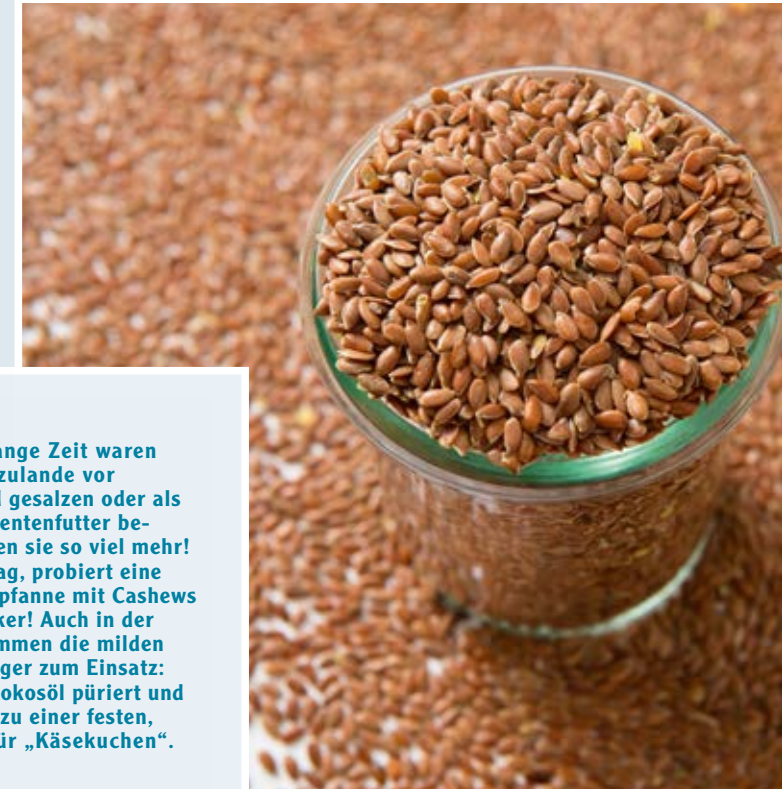 ange Zeit waren
zulande vor
gesalzen oder als
entenfutter be-
en sie so viel mehr!
ag, probiert eine
pfanne mit Cashews
ker! Auch in der
mmen die milden
ger zum Einsatz:
okosöl püriert und
zu einer festen,
ür „Käsekuchen“.